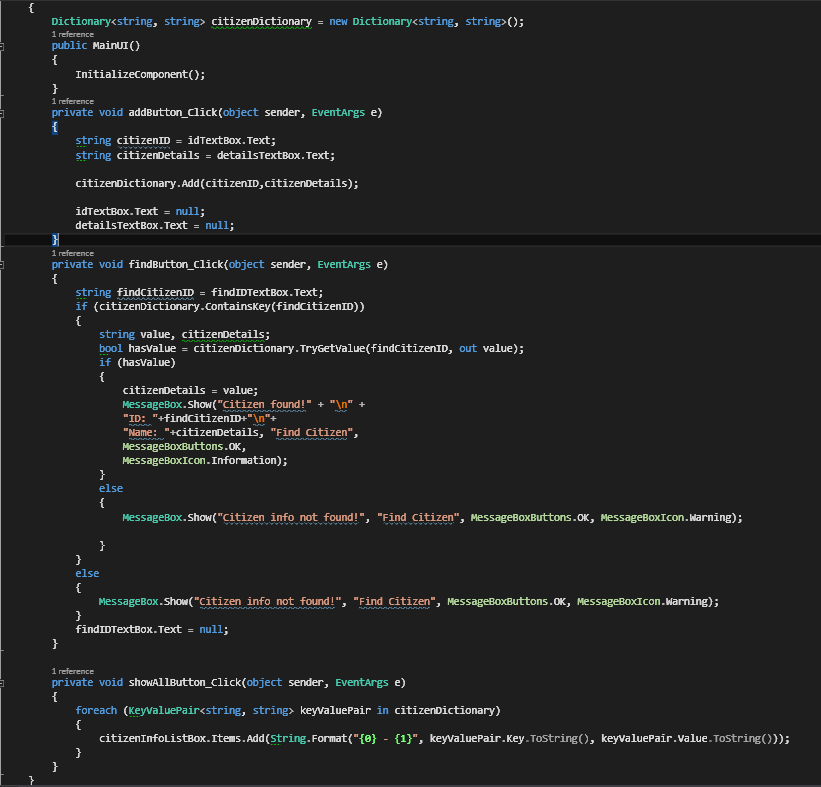 {
Dictionary<string, string> citizenDictionary = new Dictionary<string, string>();
1 reference
public MainUI()
{
InitializeComponent();
}
1 reference
private void addButton_Click(object sender, EventArgs e)
{
string citizenID = idTextBox.Text;
string citizenDetails = detailsTextBox.Text;
citizenDictionary.Add(citizenID,citizenDetails);
idTextBox.Text = null;
detailsTextBox.Text = null;
}
1 reference
private void findButton_Click(object sender, EventArgs e)
{
string findCitizenID = findIDTextBox.Text;
if (citizenDictionary.ContainsKey(findCitizenID))
{
string value, citizenDetails;
bool hasValue = citizenDictionary.TryGetValue(findCitizenID, out value);
if (hasValue)
{
citizenDetails = value;
MessageBox.Show("Citizen found!" + "\n" +
"ID: "+findCitizenID+"\n"+
"Name: "+citizenDetails, "Find Citizen",
MessageBoxButtons.OK,
MessageBoxIcon.Information);
}
else
{
MessageBox.Show("Citizen info not found!", "Find Citizen", MessageBoxButtons.OK, MessageBoxIcon.Warning);
}
}
else
{
MessageBox.Show("Citizen info not found!", "Find Citizen", MessageBoxButtons.OK, MessageBoxIcon.Warning);
}
findIDTextBox.Text = null;
}
1 reference
private void showAllButton_Click(object sender, EventArgs e)
{
foreach (KeyValuePair<string, string> keyValuePair in citizenDictionary)
{
citizenInfoListBox.Items.Add(String.Format("{0} - {1}", keyValuePair.Key.ToString(), keyValuePair.Value.ToString()));
}
}
}